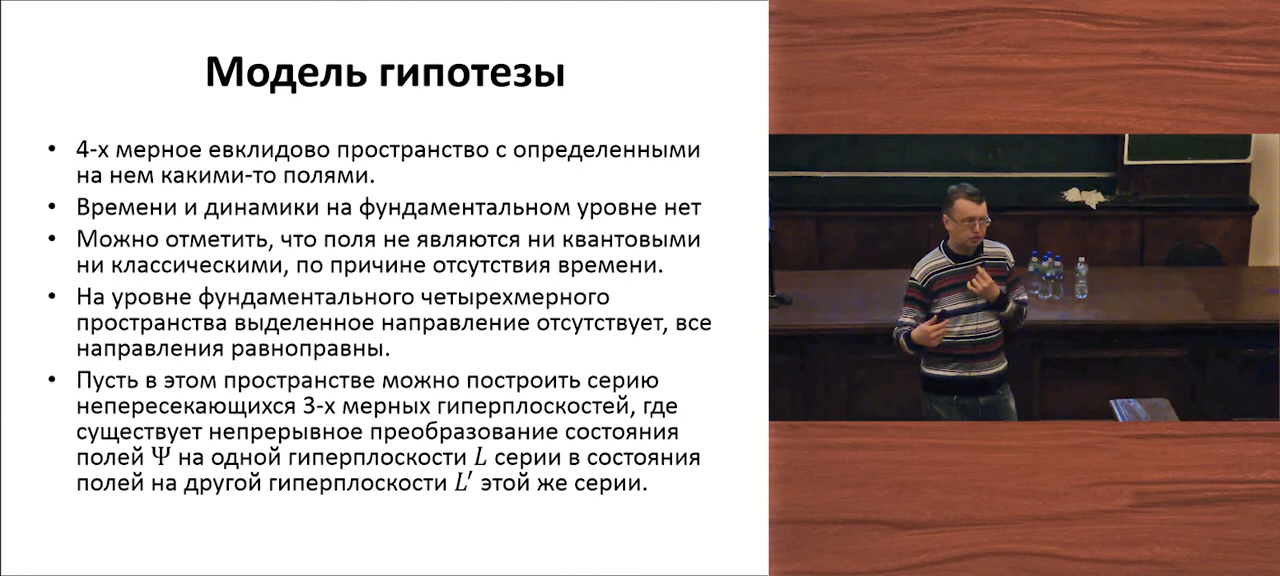 Модель гипотезы
• 4-х мерное евклидово пространство с определенными
на нем какими-то полями.
• Времени и динамики на фундаментальном уровне нет
• Можно отметить, что поля не являются ни квантовыми
ни классическими, по причине отсутствия времени.
• На уровне фундаментального четырехмерного
пространства выделенное направление отсутствует, все
направления равноправны.
• Пусть в этом пространстве можно построить серию
непересекающихся 3-х мерных гиперплоскостей, где
существует непрерывное преобразование состояния
полей Ψ на одной гиперплоскости L серии в состояния
полей на другой гиперплоскости L′ этой же серии.